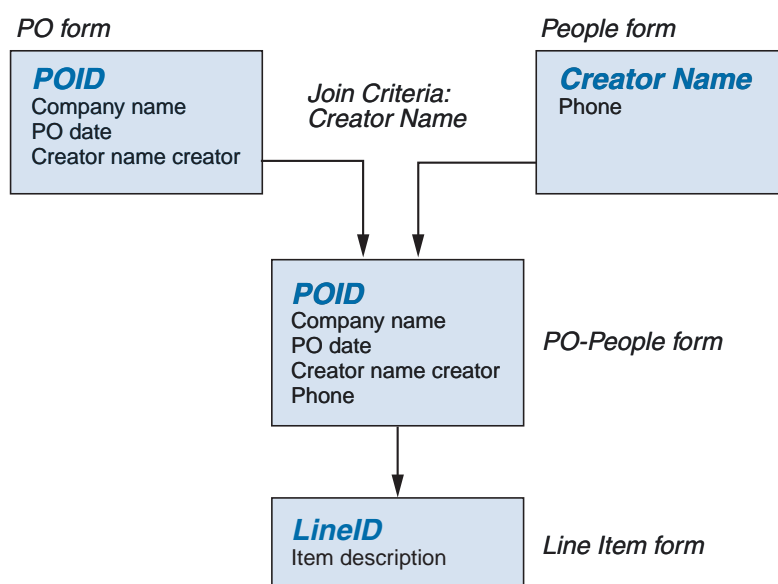 PO form
People form
POID
Company name
PO date
Creator name creator
Join Criteria:
Creator Name
Creator Name
Phone
POID
Company name
PO date
Creator name creator
Phone
PO-People form
LineID
Item description
Line Item form